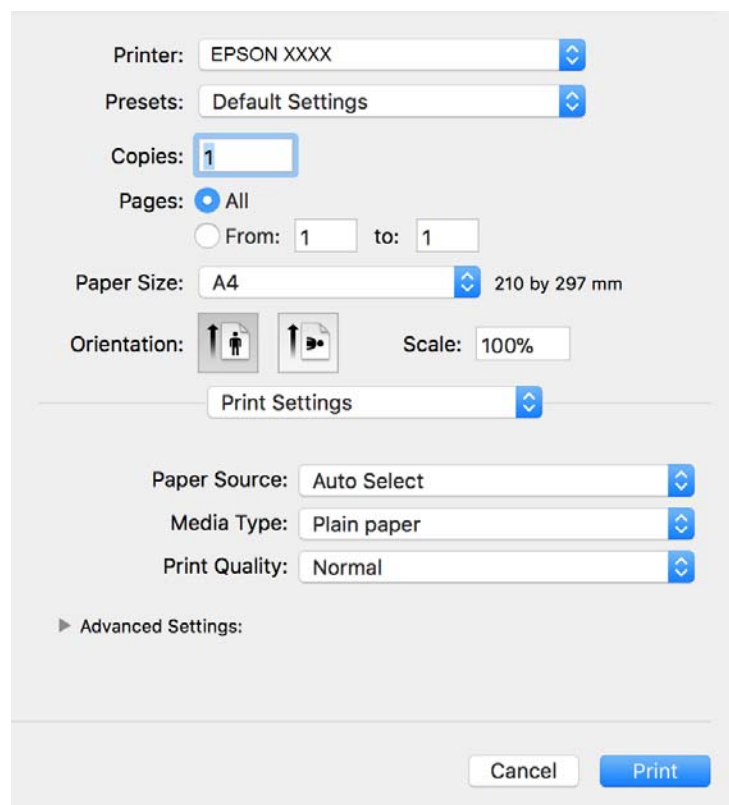 Printer: EPSON XXXX
Presets: Default Settings
Copies: 1
Pages: All
From: 1 to: 1
Paper Size: A4 210 by 297 mm
Orientation: Scale: 100%
Print Settings
Paper Source: Auto Select
Media Type: Plain paper
Print Quality: Normal
Advanced Settings:
Cancel Print